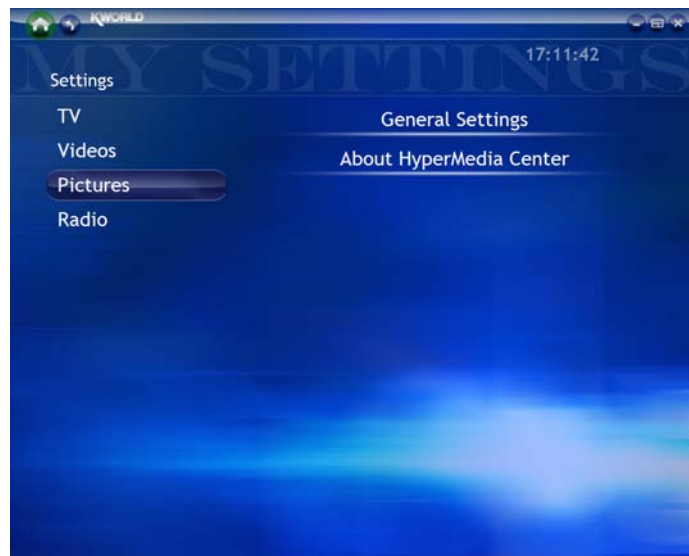 KWORLD
MY SETTINGS
17:11:42
Settings
TV
Videos
Pictures
Radio
General Settings
About HyperMedia Center